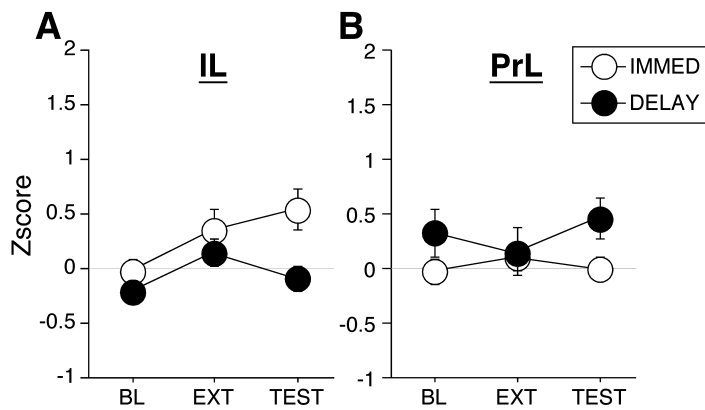 A
B
IL
PrL
IMMED
DELAY
Zscore
2
1.5
1
0.5
0
-0.5
-1
BL
EXT
TEST
2
1.5
1
0.5
0
-0.5
-1
BL
EXT
TEST